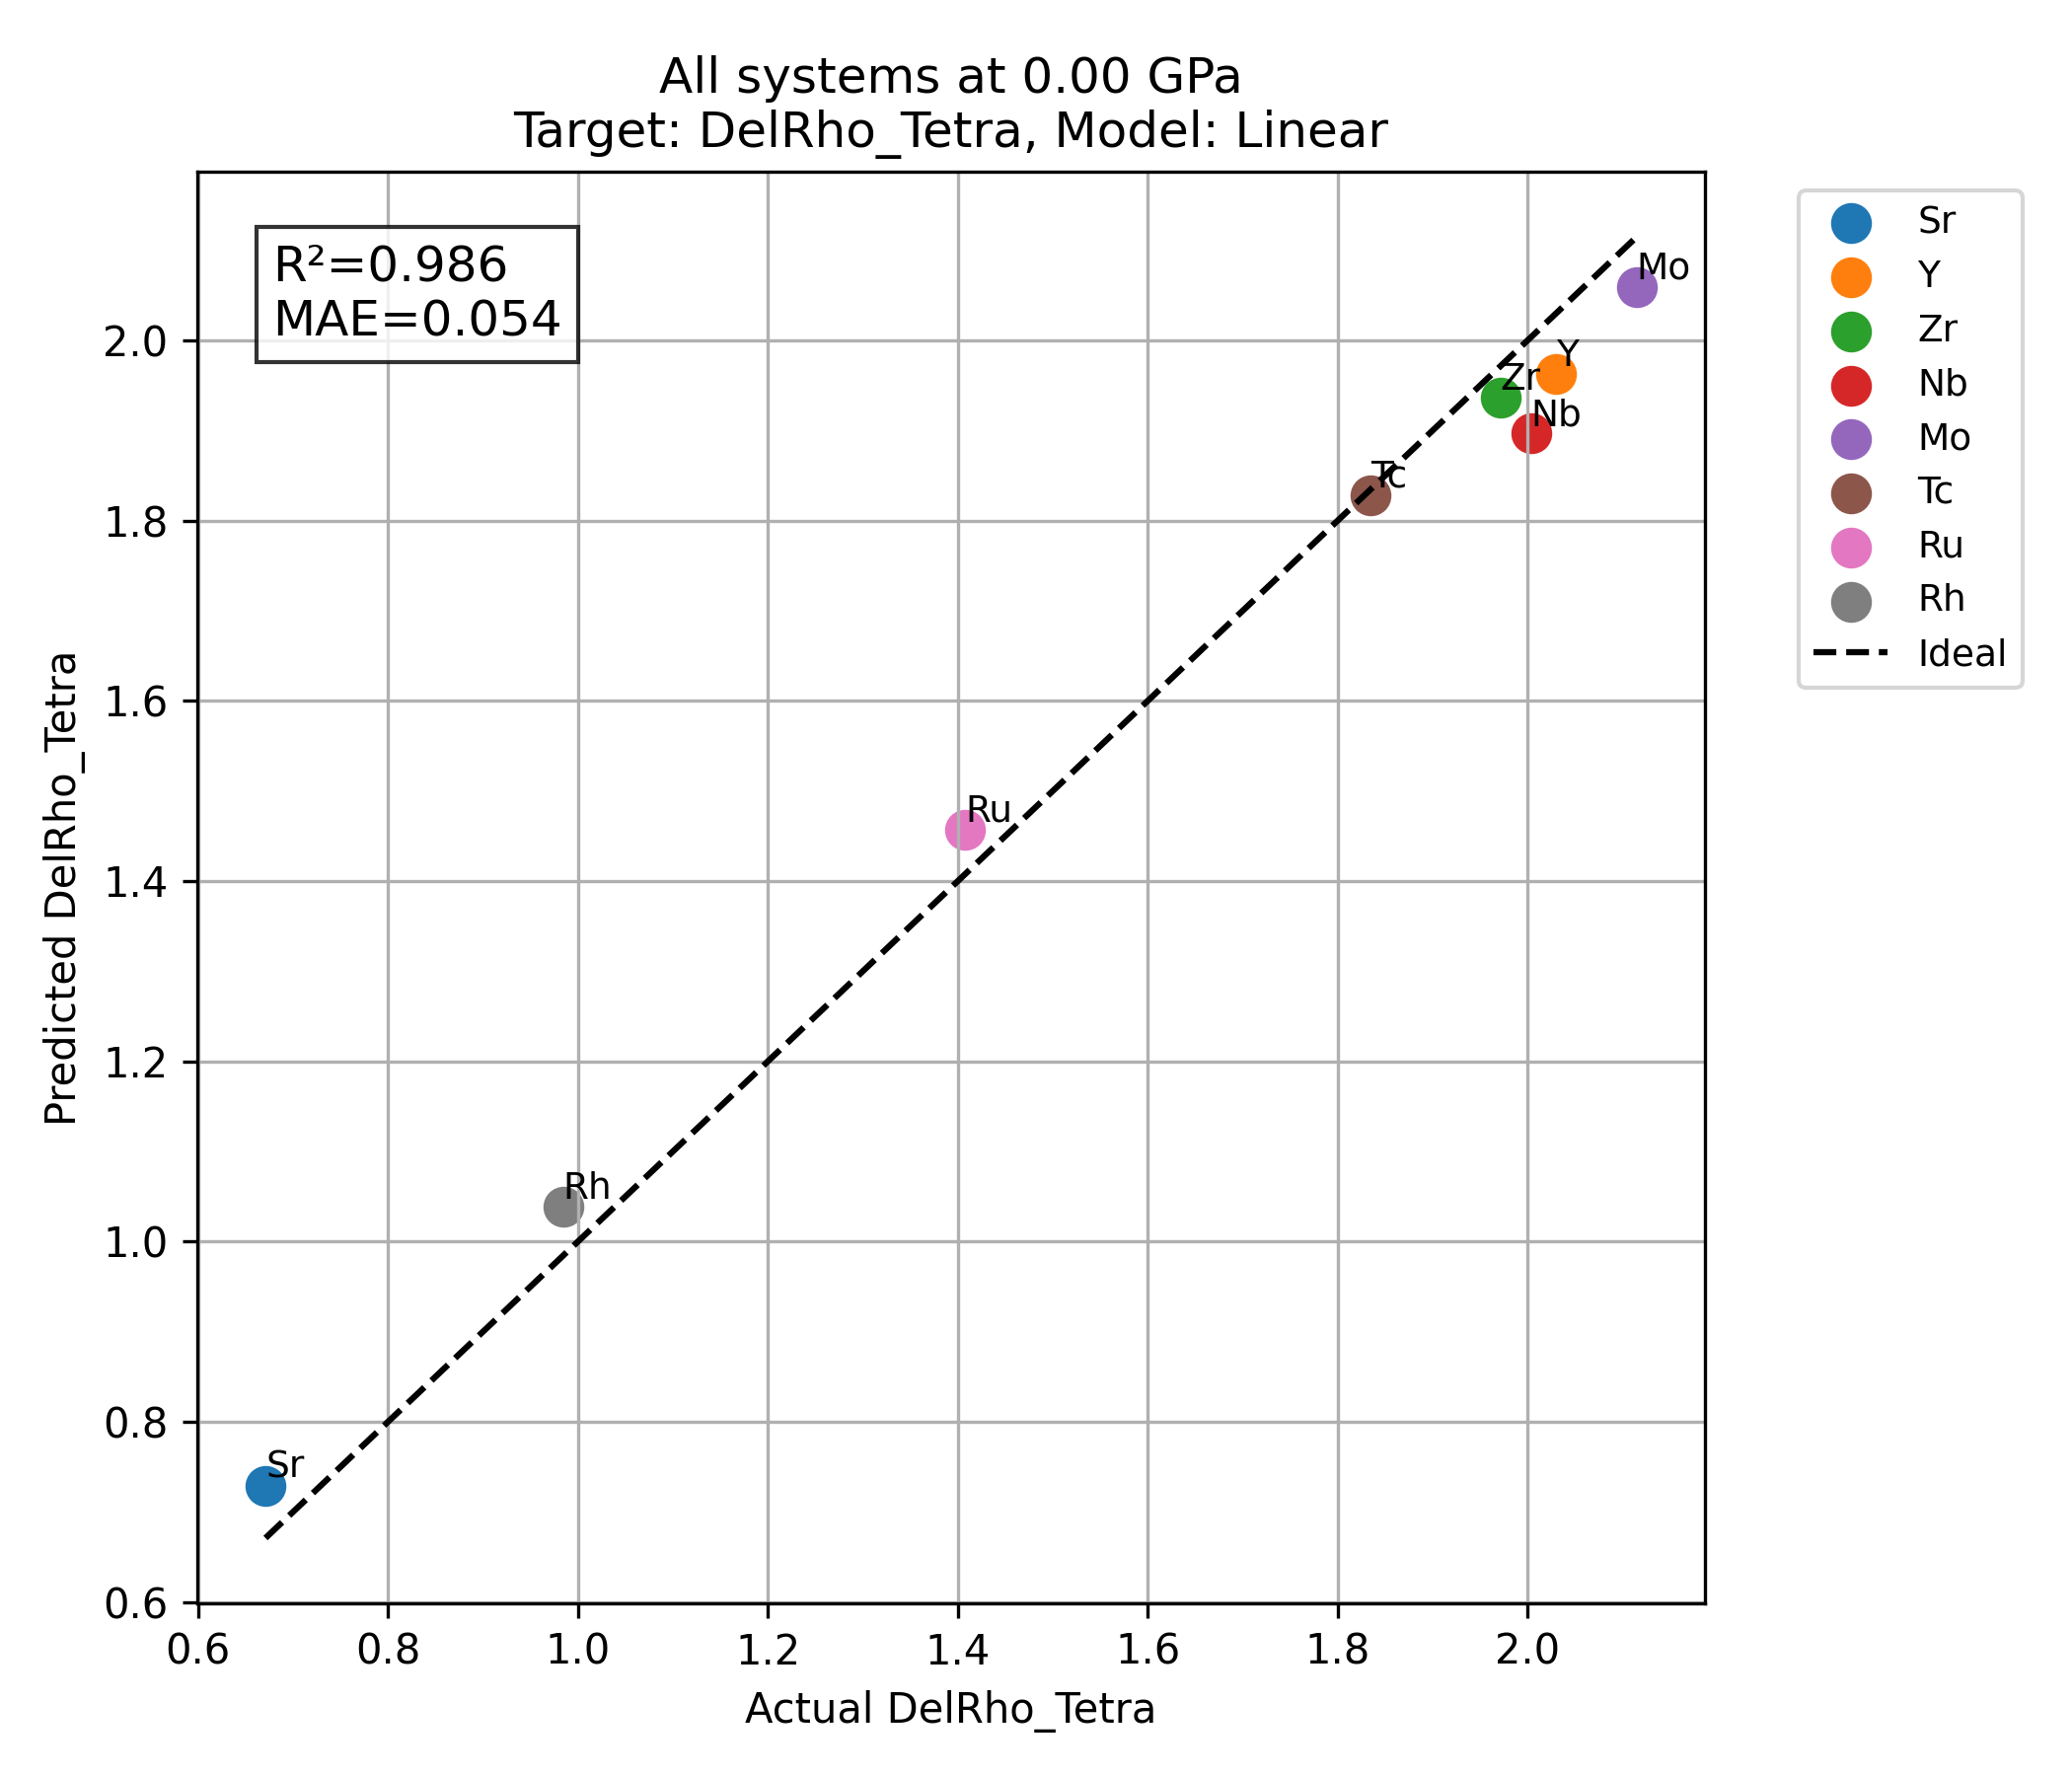 All systems at 0.00 GPa
Target: DelRho_Tetra, Model: Linear
R²=0.986
MAE=0.054
Predicted DelRho_Tetra
2.0
1.8
1.6
1.4
1.2
1.0
0.8
0.6
Mo
Y
Zr
Nb
Tc
Ru
Rh
Sr
0.6 0.8 1.0 1.2 1.4 1.6 1.8 2.0
Actual DelRho_Tetra
Sr
Y
Zr
Nb
Mo
Tc
Ru
Rh
Ideal